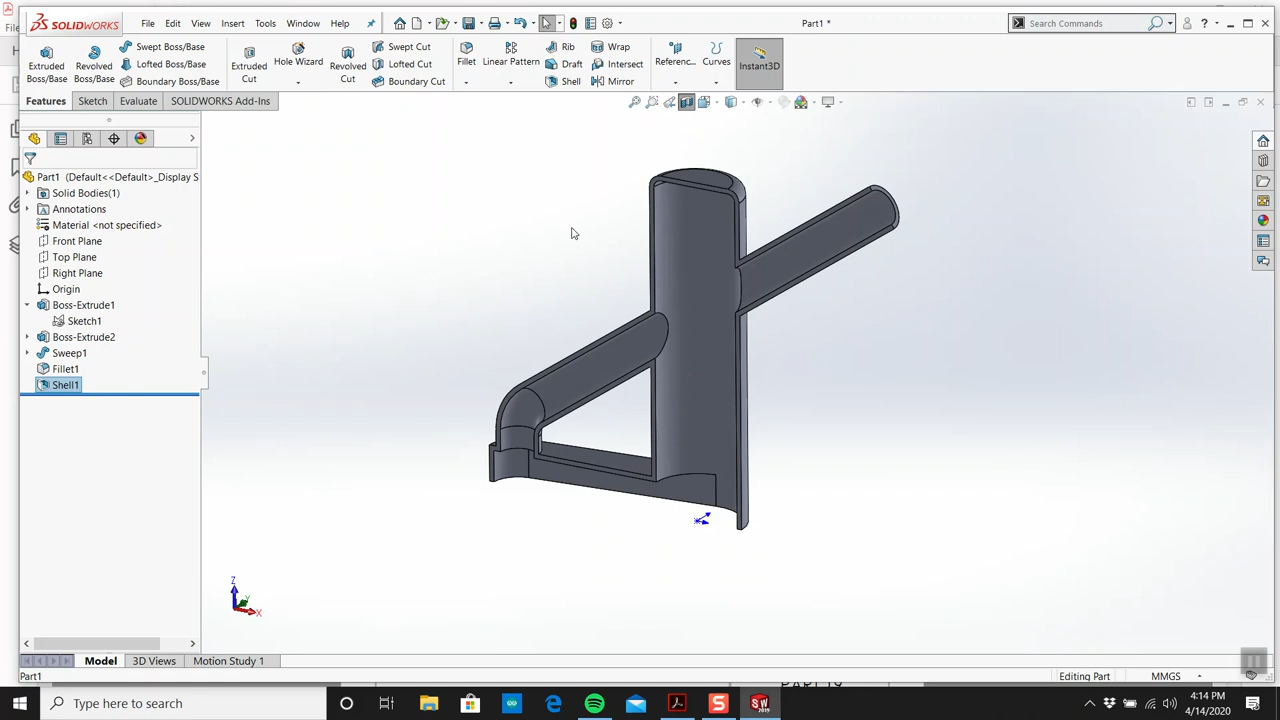 SOLIDWORKS File Edit View Insert Tools Window Help Part1 * Search Commands
Extruded Boss/Base
Revolved Boss/Base
Swept Boss/Base
Lofted Boss/Base
Boundary Boss/Base
Extruded Cut
Hole Wizard
Revolved Cut
Swept Cut
Lofted Cut
Boundary Cut
Fillet
Linear Pattern
Rib
Draft
Shell
Wrap
Intersect
Mirror
Referenc...
Curves
Instant3D
Features Sketch Evaluate SOLIDWORKS Add-Ins
Part1 (Default<<Default>_Display S
Solid Bodies(1)
Annotations
Material <not specified>
Front Plane
Top Plane
Right Plane
Origin
Boss-Extrude1
Sketch1
Boss-Extrude2
Sweep1
Fillet1
Shell1
Z
Y
X
Model 3D Views Motion Study 1
Part1 Editing Part MMGS
Type here to search
SW
2019
4:14 PM
4/14/2020